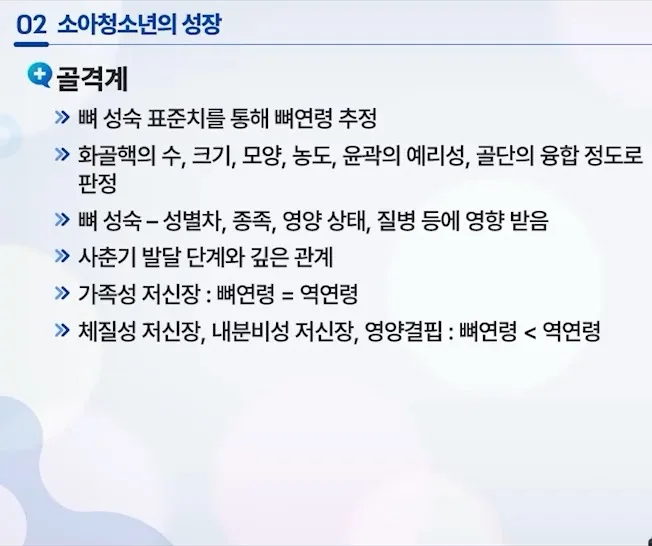 02 소아청소년의 성장
골격계
» 뼈 성숙 표준치를 통해 뼈연령 추정
» 화골핵의 수, 크기, 모양, 농도, 윤곽의 예리성, 골단의 융합 정도로
판정
» 뼈 성숙 – 성별차, 종족, 영양 상태, 질병 등에 영향 받음
» 사춘기 발달 단계와 깊은 관계
» 가족성 저신장 : 뼈연령 = 역연령
» 체질성 저신장, 내분비성 저신장, 영양결핍 : 뼈연령 < 역연령